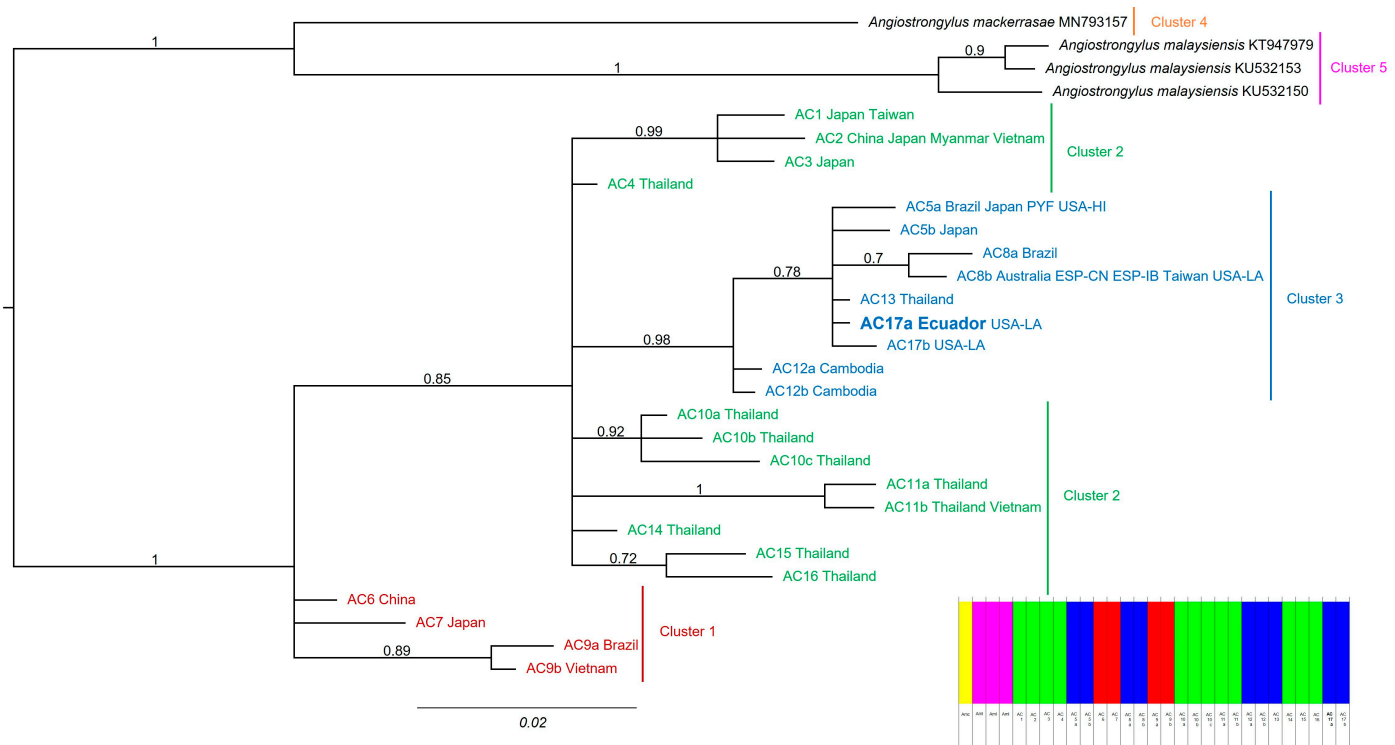 Angiostrongylus mackerrasae MN793157
Cluster 4
1
Angiostrongylus malaysiensis KT947979
0.9
Angiostrongylus malaysiensis KU532153
Cluster 5
1
Angiostrongylus malaysiensis KU532150
AC1 Japan Taiwan
0.99
AC2 China Japan Myanmar Vietnam
Cluster 2
AC3 Japan
AC4 Thailand
AC5a Brazil Japan PYF USA-HI
AC5b Japan
AC8a Brazil
0.7
0.78
AC8b Australia ESP-CN ESP-IB Taiwan USA-LA
AC13 Thailand
Cluster 3
AC17a Ecuador USA-LA
0.98
AC17b USA-LA
AC12a Cambodia
0.85
AC12b Cambodia
AC10a Thailand
0.92
AC10b Thailand
AC10c Thailand
AC11a Thailand
1
Cluster 2
AC11b Thailand Vietnam
AC14 Thailand
AC15 Thailand
0.72
1
AC16 Thailand
AC6 China
AC7 Japan
Cluster 1
AC9a Brazil
0.89
AC9b Vietnam
0.02